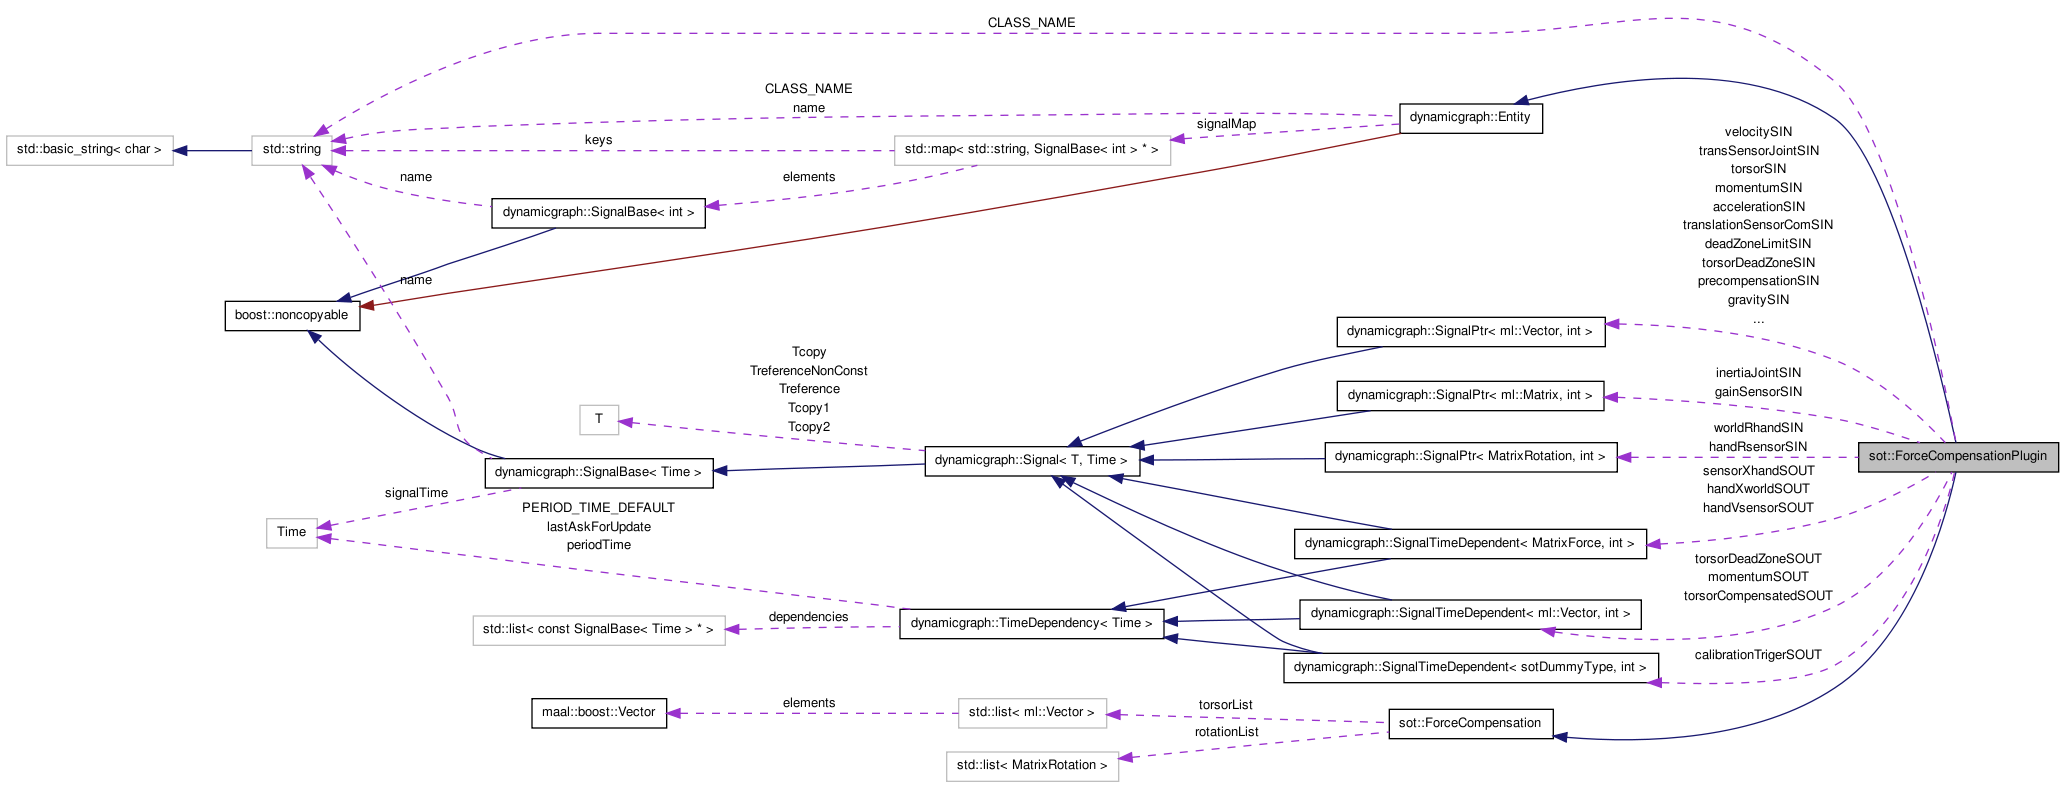 CLASS_NAME
CLASS_NAME
name
dynamicgraph::Entity
signalMap
keys
std::basic_string< char >
std::string
std::map< std::string, SignalBase< int > * >
name
elements
dynamicgraph::SignalBase< int >
velocitySIN
transSensorJointSIN
torsorSIN
momentumSIN
accelerationSIN
translationSensorComSIN
deadZoneLimitSIN
torsorDeadZoneSIN
precompensationSIN
gravitySIN
...
name
boost::noncopyable
dynamicgraph::SignalPtr< ml::Vector, int >
Tcopy
TreferenceNonConst
Treference
Tcopy1
Tcopy2
T
inertiaJointSIN
gainSensorSIN
dynamicgraph::SignalPtr< ml::Matrix, int >
worldRhandSIN
handRsensorSIN
dynamicgraph::SignalPtr< MatrixRotation, int >
sot::ForceCompensationPlugin
dynamicgraph::Signal< T, Time >
dynamicgraph::SignalBase< Time >
sensorXhandSOUT
handXworldSOUT
handVsensorSOUT
signalTime
PERIOD_TIME_DEFAULT
lastAskForUpdate
periodTime
Time
dynamicgraph::SignalTimeDependent< MatrixForce, int >
torsorDeadZoneSOUT
momentumSOUT
torsorCompensatedSOUT
dynamicgraph::SignalTimeDependent< ml::Vector, int >
dependencies
dynamicgraph::TimeDependency< Time >
std::list< const SignalBase< Time > * >
calibrationTrigerSOUT
dynamicgraph::SignalTimeDependent< sotDummyType, int >
elements
maal::boost::Vector
std::list< ml::Vector >
torsorList
rotationList
sot::ForceCompensation
std::list< MatrixRotation >